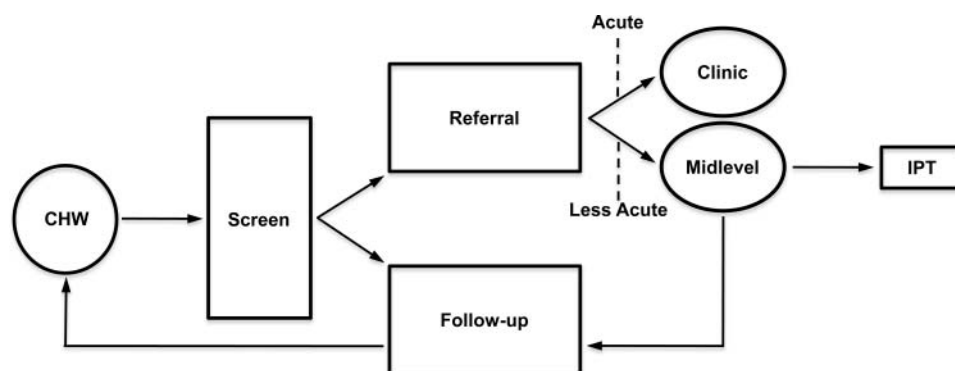 Acute
Clinic
Referral
Midlevel
IPT
CHW
Screen
Less Acute
Follow-up